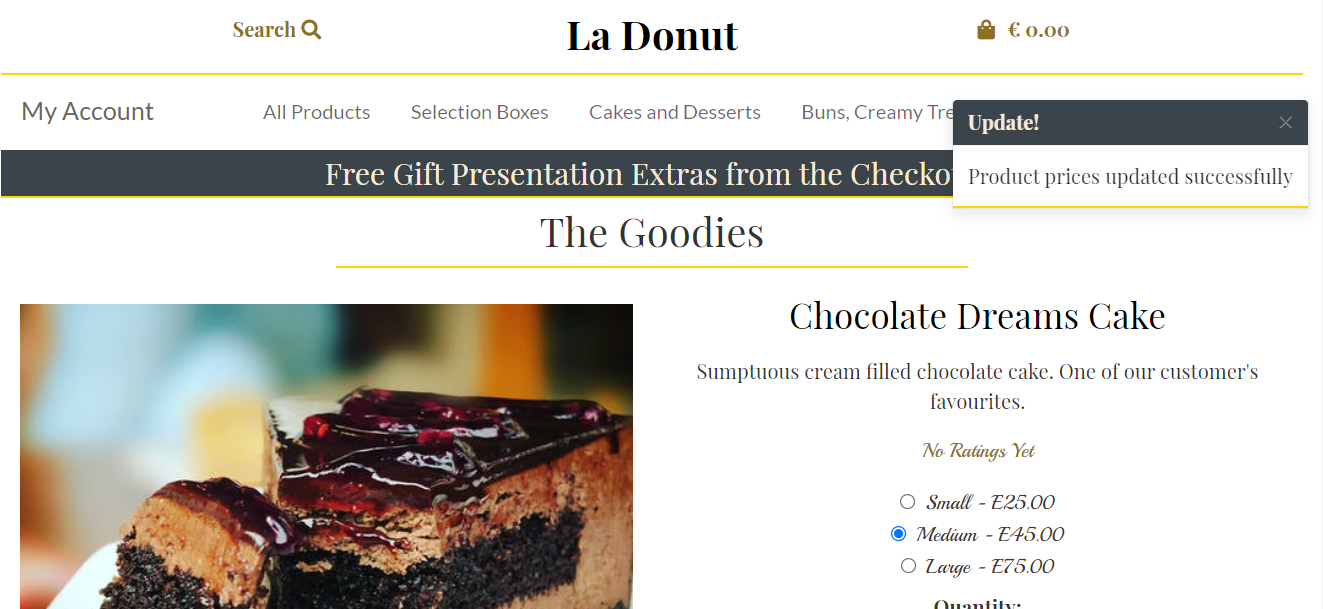 Search
La Donut
€ 0.00
My Account
All Products
Selection Boxes
Cakes and Desserts
Buns, Creamy Tre
Update!
Product prices updated successfully
Free Gift Presentation Extras from the Checko
The Goodies
Chocolate Dreams Cake
Sumptuous cream filled chocolate cake. One of our customer's
favourites.
No Ratings Yet
Small - £25.00
Medium - £45.00
Large - £75.00
Quantity: